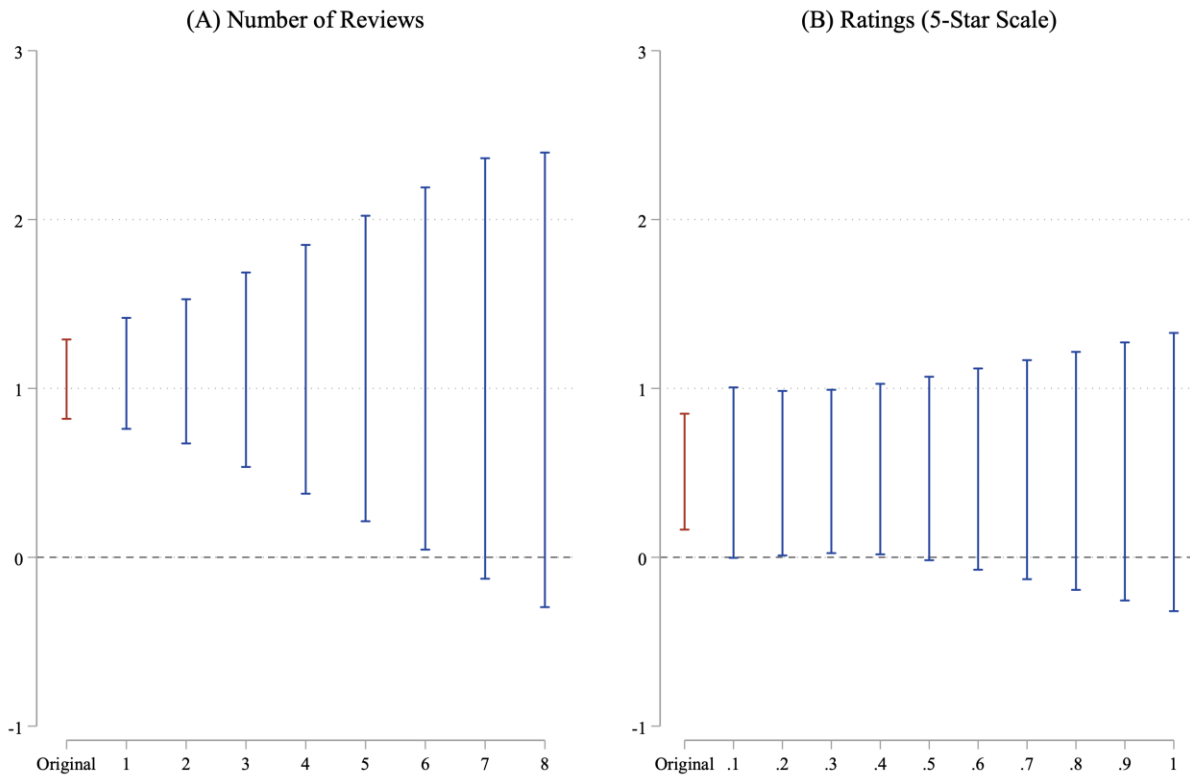 (A) Number of Reviews
3
2
1
0
-1
Original 1 2 3 4 5 6 7 8
(B) Ratings (5-Star Scale)
3
2
1
0
-1
Original .1 .2 .3 .4 .5 .6 .7 .8 .9 1